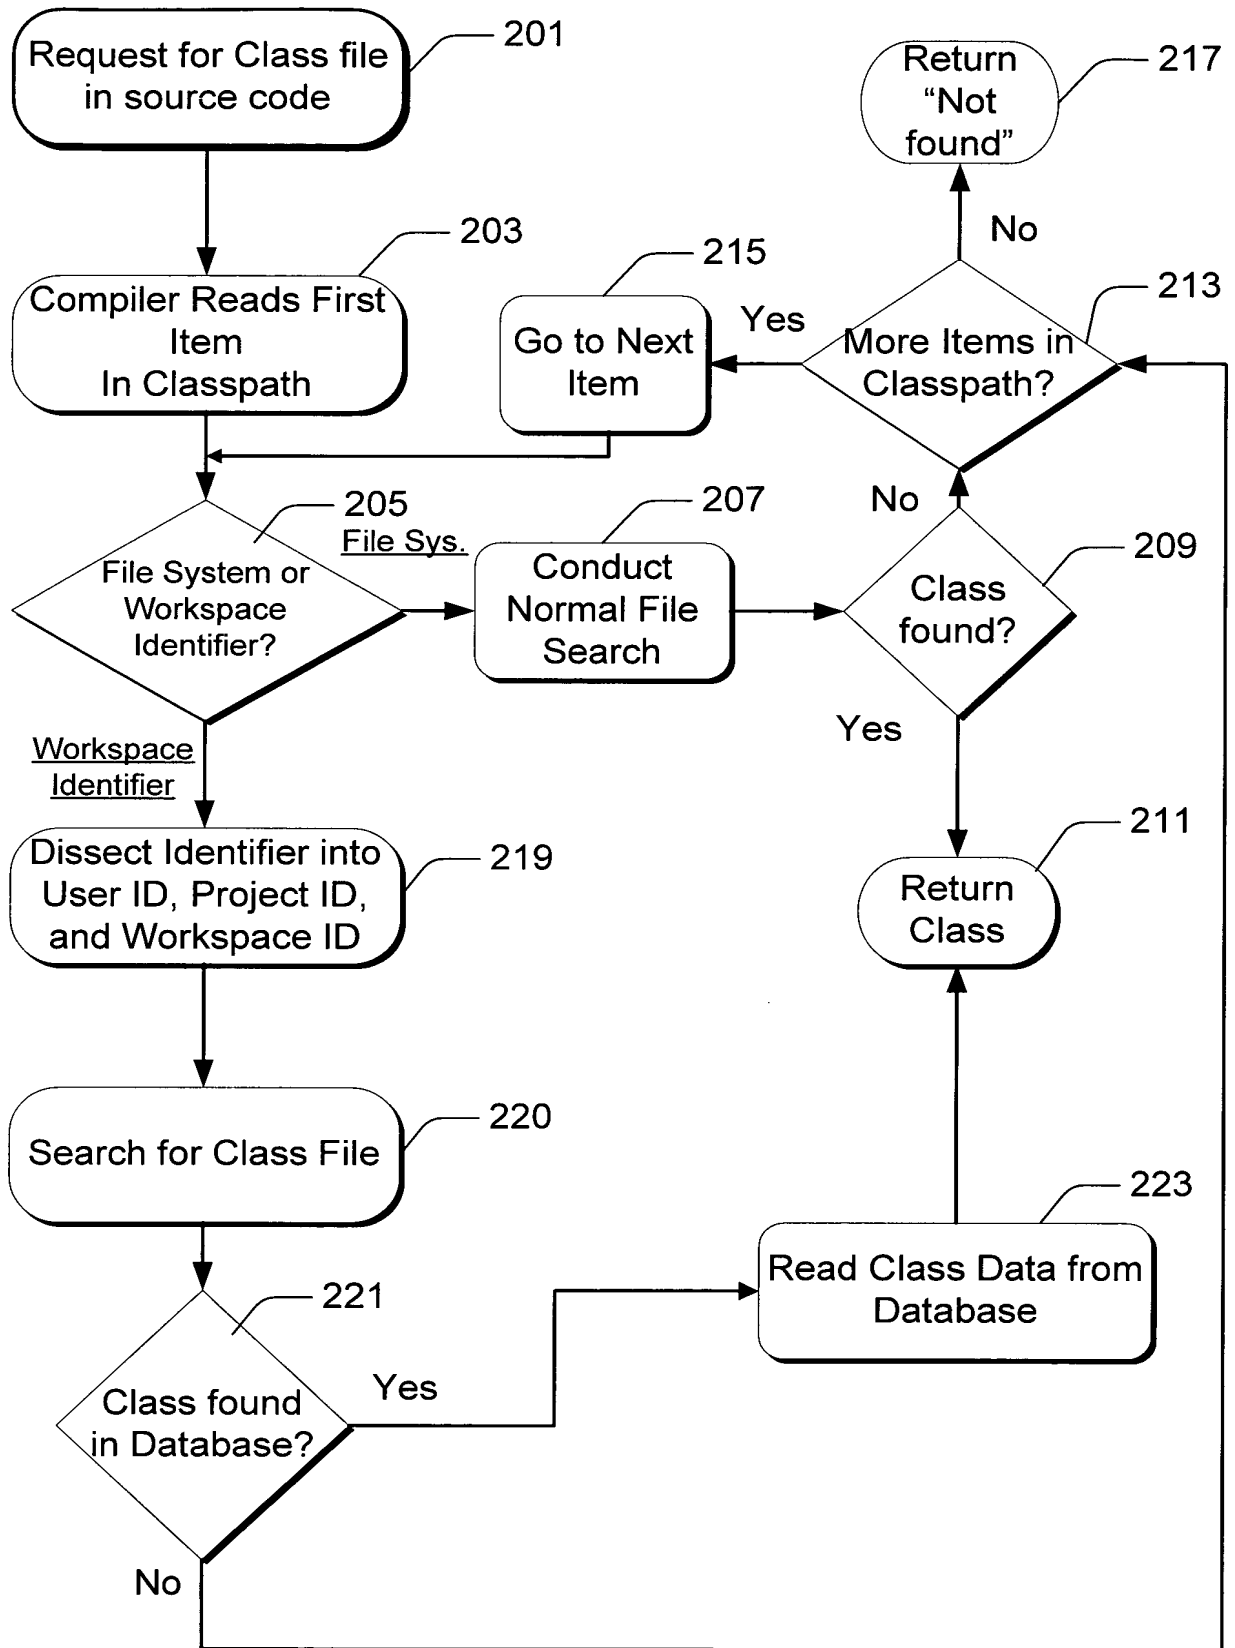 Request for Class file
in source code
201
Compiler Reads First
Item
In Classpath
203
Go to Next
Item
215
Return
“Not
found”
217
No
More Items in
Classpath?
213
Yes
File System or
Workspace
Identifier?
205
File Sys.
Conduct
Normal File
Search
207
No
Class
found?
209
Yes
Workspace
Identifier
Dissect Identifier into
User ID, Project ID,
and Workspace ID
219
Return
Class
211
Search for Class File
220
Read Class Data from
Database
223
Class found
in Database?
221
Yes
No